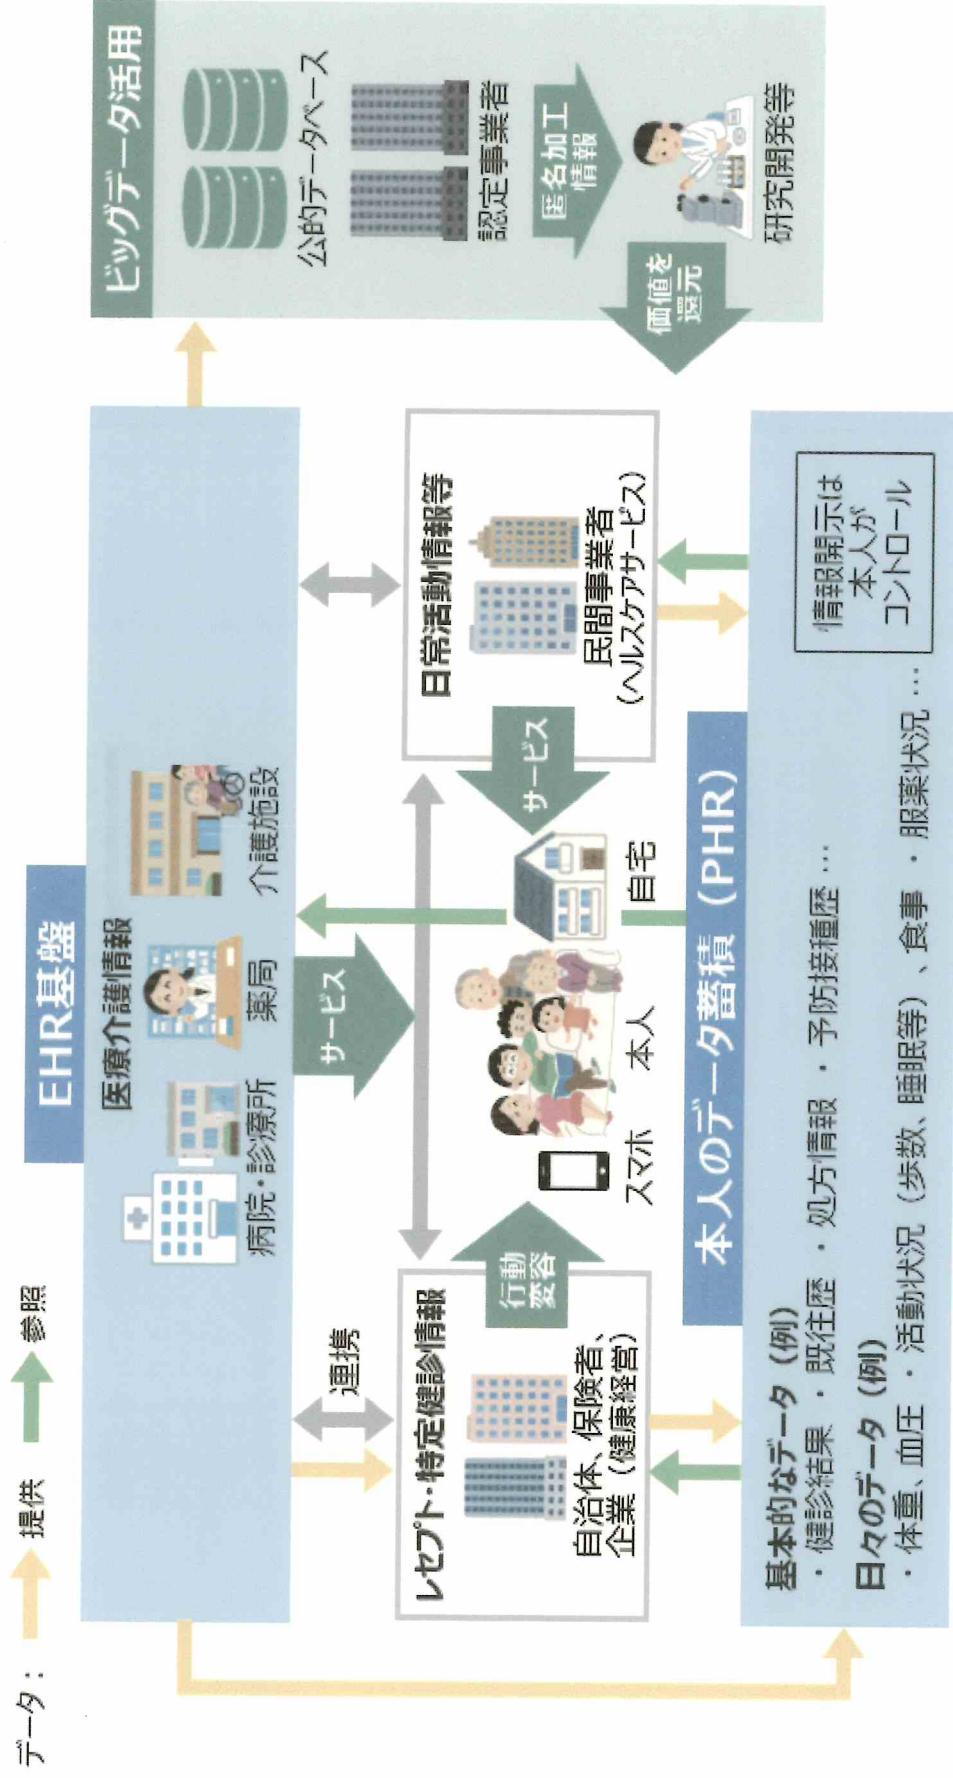 データ： 提供 参照
EHR基盤
医療介護情報
病院・診療所
薬局
介護施設
連携
サービス
レセプト・特定健診情報
自治体、保険者、
企業（健康経営）
行動
変容
スマホ
本人
自宅
サービス
日常活動情報等
民間事業者
（ヘルスケアサービス）
本人のデータ蓄積（PHR）
基本的なデータ（例）
・健診結果・既往歴・処方情報・予防接種歴…
日々のデータ（例）
・体重、血圧・活動状況（歩数、睡眠等）、食事・服薬状況…
情報開示は
本人が
コントロール
ビッグデータ活用
公的データベース
認定事業者
匿名加工
情報
研究開発等
価値を
還元